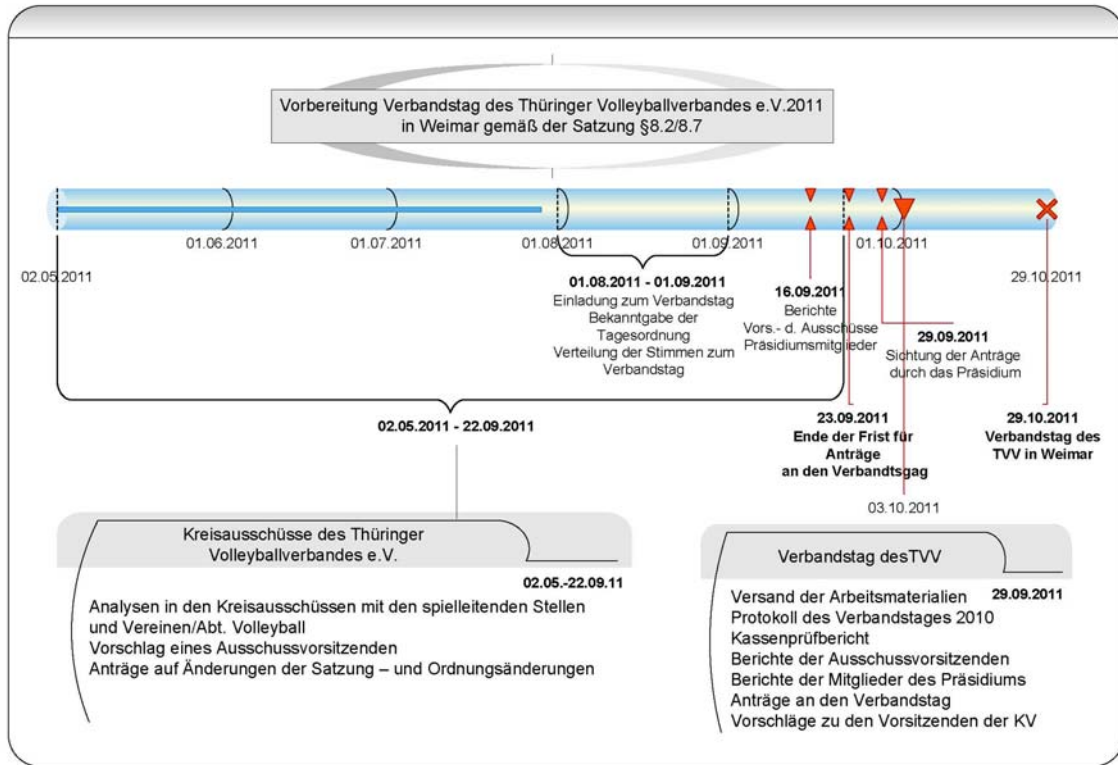 Vorbereitung Verbandstag des Thüringer Volleyballverbandes e.V.2011
in Weimar gemäß der Satzung §8.2/8.7
02.05.2011
01.06.2011
01.07.2011
01.08.2011
01.09.2011
01.10.2011
29.10.2011
01.08.2011 - 01.09.2011
Einladung zum Verbandstag
Bekanntgabe der
Tagesordnung
Verteilung der Stimmen zum
Verbandstag
16.09.2011
Berichte
Vors.- d. Ausschüsse
Präsidiumsmitglieder
29.09.2011
Sichtung der Anträge
durch das Präsidium
02.05.2011 - 22.09.2011
23.09.2011
Ende der Frist für
Anträge
an den Verbandtsgag
29.10.2011
Verbandstag des
TVV in Weimar
03.10.2011
Kreisausschüsse des Thüringer
Volleyballverbandes e.V.
02.05.-22.09.11
Analysen in den Kreisausschüssen mit den spielleitenden Stellen
und Vereinen/Abt. Volleyball
Vorschlag eines Ausschussvorsitzenden
Anträge auf Änderungen der Satzung – und Ordnungsänderungen
Verbandstag desTVV
29.09.2011
Versand der Arbeitsmaterialien
Protokoll des Verbandstages 2010
Kassenprüfbericht
Berichte der Ausschussvorsitzenden
Berichte der Mitglieder des Präsidiums
Anträge an den Verbandstag
Vorschläge zu den Vorsitzenden der KV